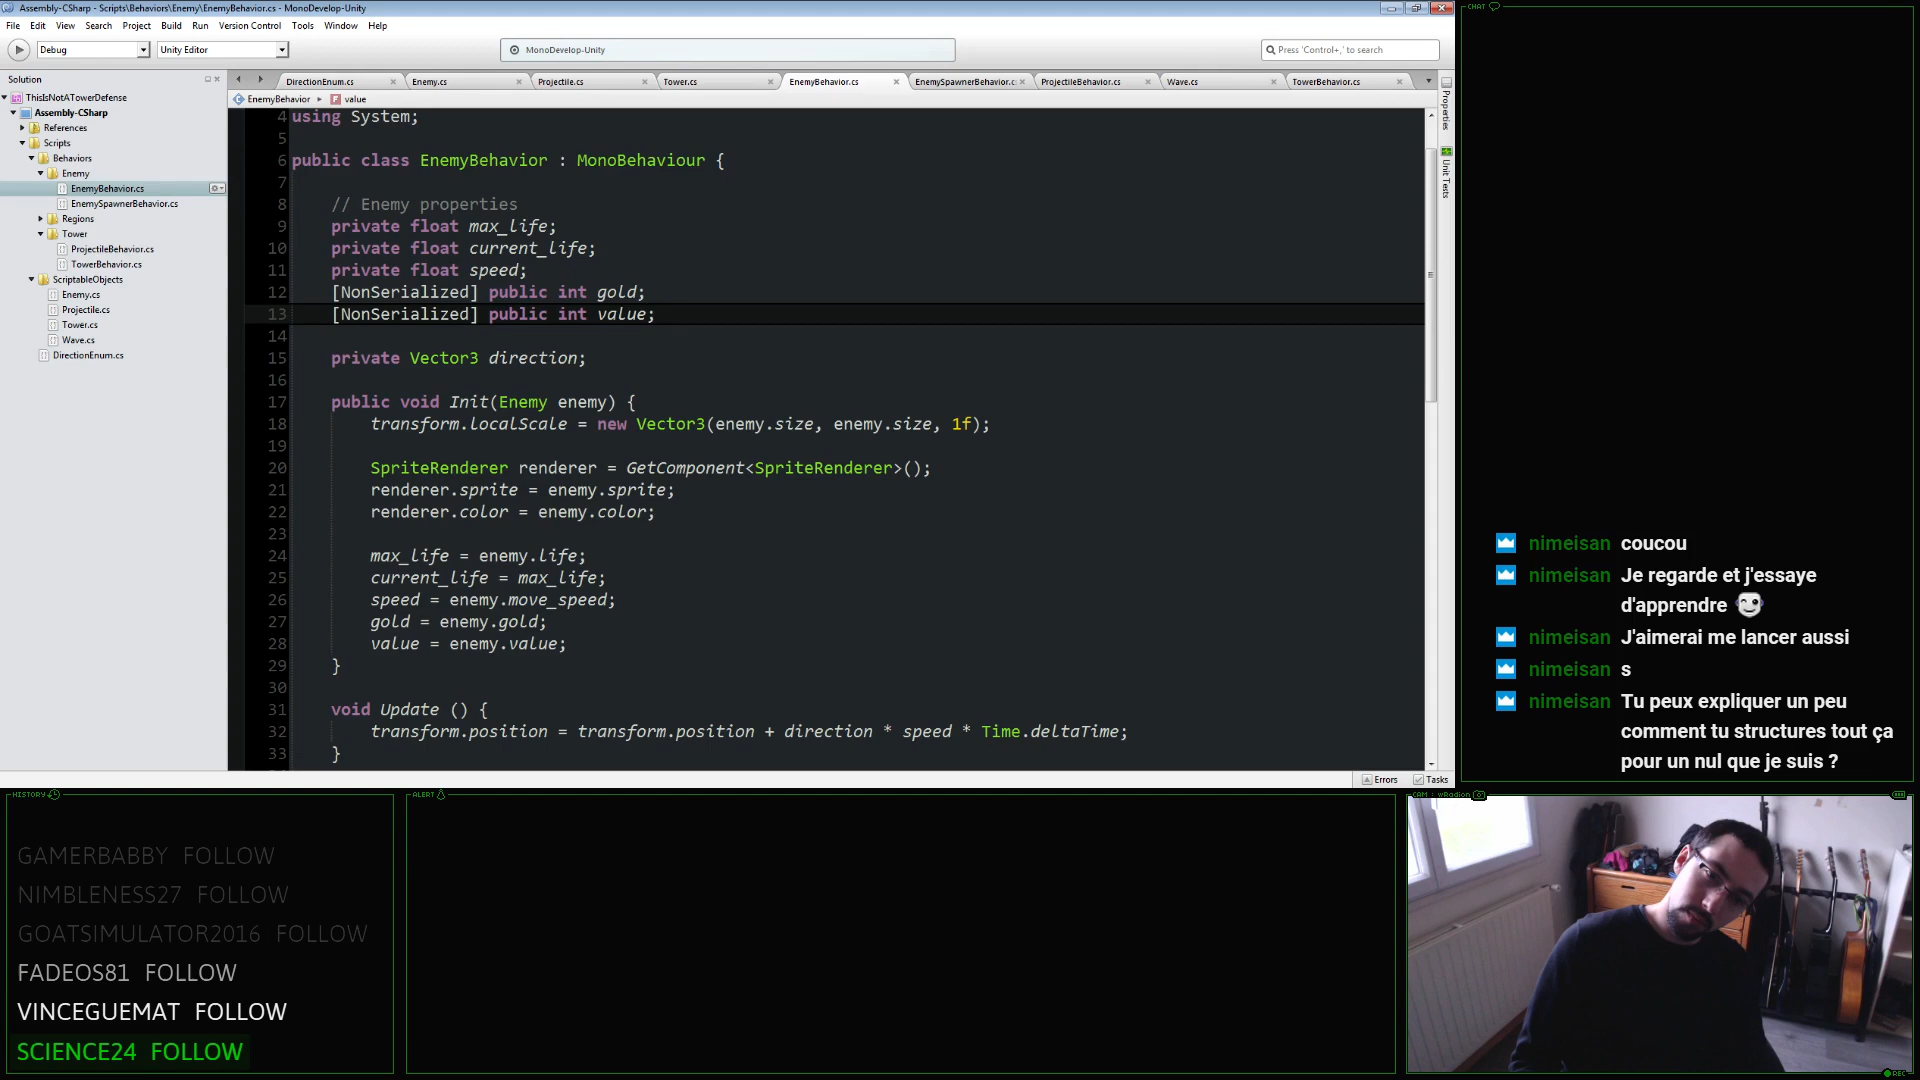 Assembly-CSharp - Scripts\Behaviors\Enemy\EnemyBehavior.cs - MonoDevelop-Unity
File Edit View Search Project Build Run Version Control Tools Window Help
Debug Unity Editor MonoDevelop-Unity Press 'Control+,' to search
Solution
ThisIsNotATowerDefense
Assembly-CSharp
References
Scripts
Behaviors
Enemy
EnemyBehavior.cs
EnemySpawnerBehavior.cs
Regions
Tower
ProjectileBehavior.cs
TowerBehavior.cs
ScriptableObjects
Enemy.cs
Projectile.cs
Tower.cs
Wave.cs
DirectionEnum.cs
DirectionEnum.cs Enemy.cs Projectile.cs Tower.cs EnemyBehavior.cs EnemySpawnerBehavior.c ProjectileBehavior.cs Wave.cs TowerBehavior.cs
EnemyBehavior value
4 using System;
5
6 public class EnemyBehavior : MonoBehaviour {
7
8 // Enemy properties
9 private float max_life;
10 private float current_life;
11 private float speed;
12 [NonSerialized] public int gold;
13 [NonSerialized] public int value;
14
15 private Vector3 direction;
16
17 public void Init(Enemy enemy) {
18 transform.localScale = new Vector3(enemy.size, enemy.size, 1f);
19
20 SpriteRenderer renderer = GetComponent<SpriteRenderer>();
21 renderer.sprite = enemy.sprite;
22 renderer.color = enemy.color;
23
24 max_life = enemy.life;
25 current_life = max_life;
26 speed = enemy.move_speed;
27 gold = enemy.gold;
28 value = enemy.value;
29 }
30
31 void Update () {
32 transform.position = transform.position + direction * speed * Time.deltaTime;
33 }
Properties
Unit Tests
Errors Tasks
CHAT
nimeisan coucou
nimeisan Je regarde et j'essaye
d'apprendre
nimeisan J'aimerai me lancer aussi
nimeisan s
nimeisan Tu peux expliquer un peu
comment tu structures tout ça
pour un nul que je suis ?
HISTORY
GAMERBABBY FOLLOW
NIMBLENESS27 FOLLOW
GOATSIMULATOR2016 FOLLOW
FADEOS81 FOLLOW
VINCEGUEMAT FOLLOW
SCIENCE24 FOLLOW
ALERT
CAM : wRadion
REC